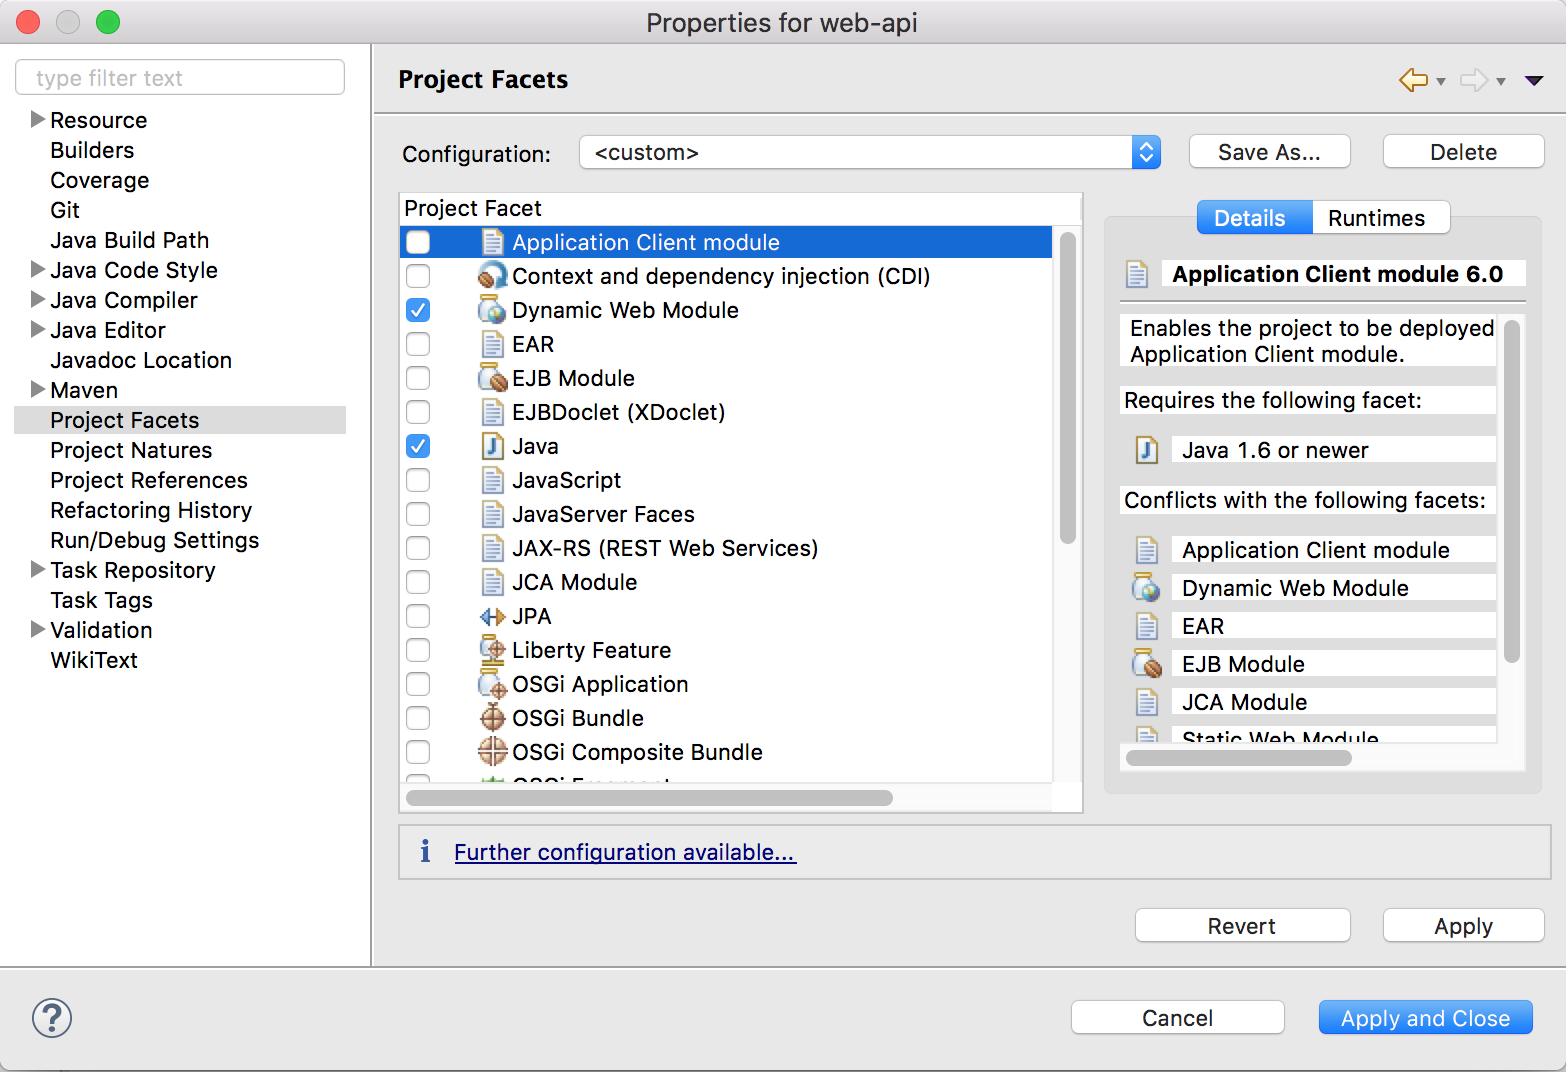 Properties for web-api
type filter text
Resource
Builders
Coverage
Git
Java Build Path
Java Code Style
Java Compiler
Java Editor
Javadoc Location
Maven
Project Facets
Project Natures
Project References
Refactoring History
Run/Debug Settings
Task Repository
Task Tags
Validation
WikiText
Project Facets
Configuration:
<custom>
Save As...
Delete
Project Facet
Application Client module
Context and dependency injection (CDI)
Dynamic Web Module
EAR
EJB Module
EJBDoclet (XDoclet)
Java
JavaScript
JavaServer Faces
JAX-RS (REST Web Services)
JCA Module
JPA
Liberty Feature
OSGi Application
OSGi Bundle
OSGi Composite Bundle
OSGi Fragment
Details
Runtimes
Application Client module 6.0
Enables the project to be deployed
Application Client module.
Requires the following facet:
Java 1.6 or newer
Conflicts with the following facets:
Application Client module
Dynamic Web Module
EAR
EJB Module
JCA Module
Static Web Module
i
Further configuration available...
Revert
Apply
?
Cancel
Apply and Close